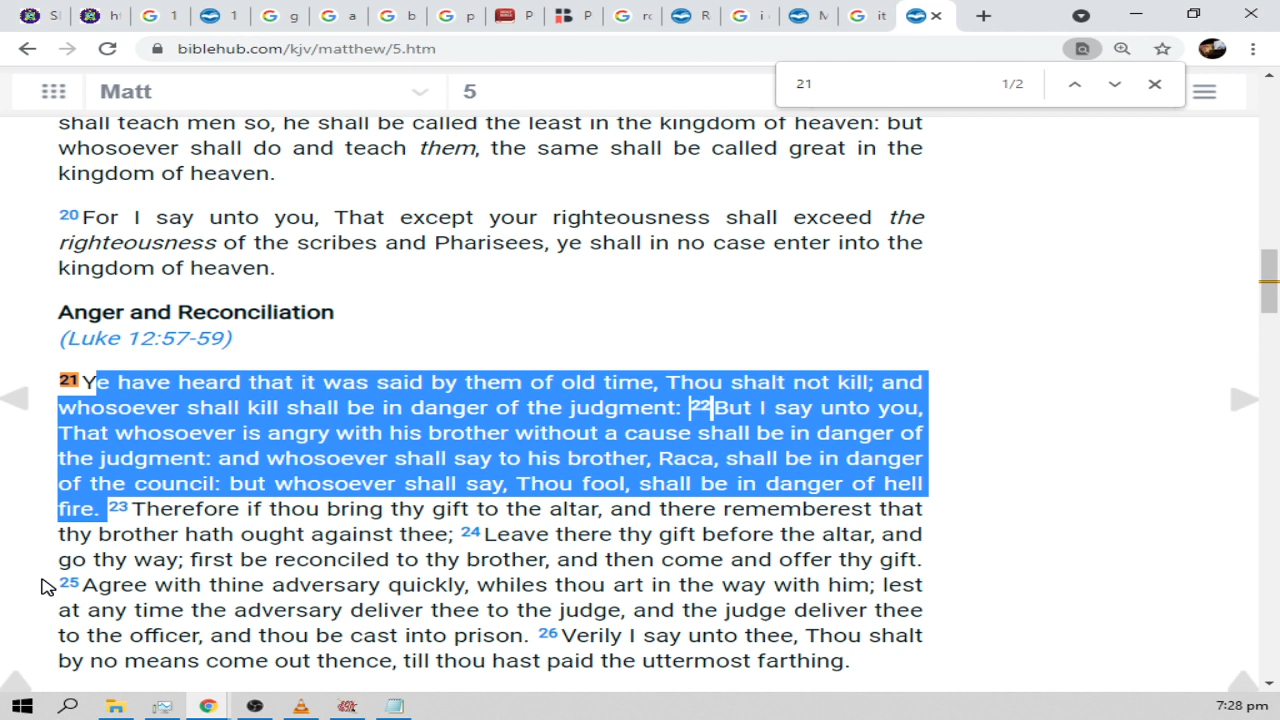 S
h
1
1
g
a
b
p
P
P
ro
R
i
M
it
biblehub.com/kjv/matthew/5.htm
Matt
5
21
1/2
shall teach men so, he shall be called the least in the kingdom of heaven: but
whosoever shall do and teach them, the same shall be called great in the
kingdom of heaven.
20 For I say unto you, That except your righteousness shall exceed the
righteousness of the scribes and Pharisees, ye shall in no case enter into the
kingdom of heaven.
Anger and Reconciliation
(Luke 12:57-59)
21 Ye have heard that it was said by them of old time, Thou shalt not kill; and
whosoever shall kill shall be in danger of the judgment: 22 But I say unto you,
That whosoever is angry with his brother without a cause shall be in danger of
the judgment: and whosoever shall say to his brother, Raca, shall be in danger
of the council: but whosoever shall say, Thou fool, shall be in danger of hell
fire. 23 Therefore if thou bring thy gift to the altar, and there rememberest that
thy brother hath ought against thee; 24 Leave there thy gift before the altar, and
go thy way; first be reconciled to thy brother, and then come and offer thy gift.
25 Agree with thine adversary quickly, whiles thou art in the way with him; lest
at any time the adversary deliver thee to the judge, and the judge deliver thee
to the officer, and thou be cast into prison. 26 Verily I say unto thee, Thou shalt
by no means come out thence, till thou hast paid the uttermost farthing.
7:28 pm